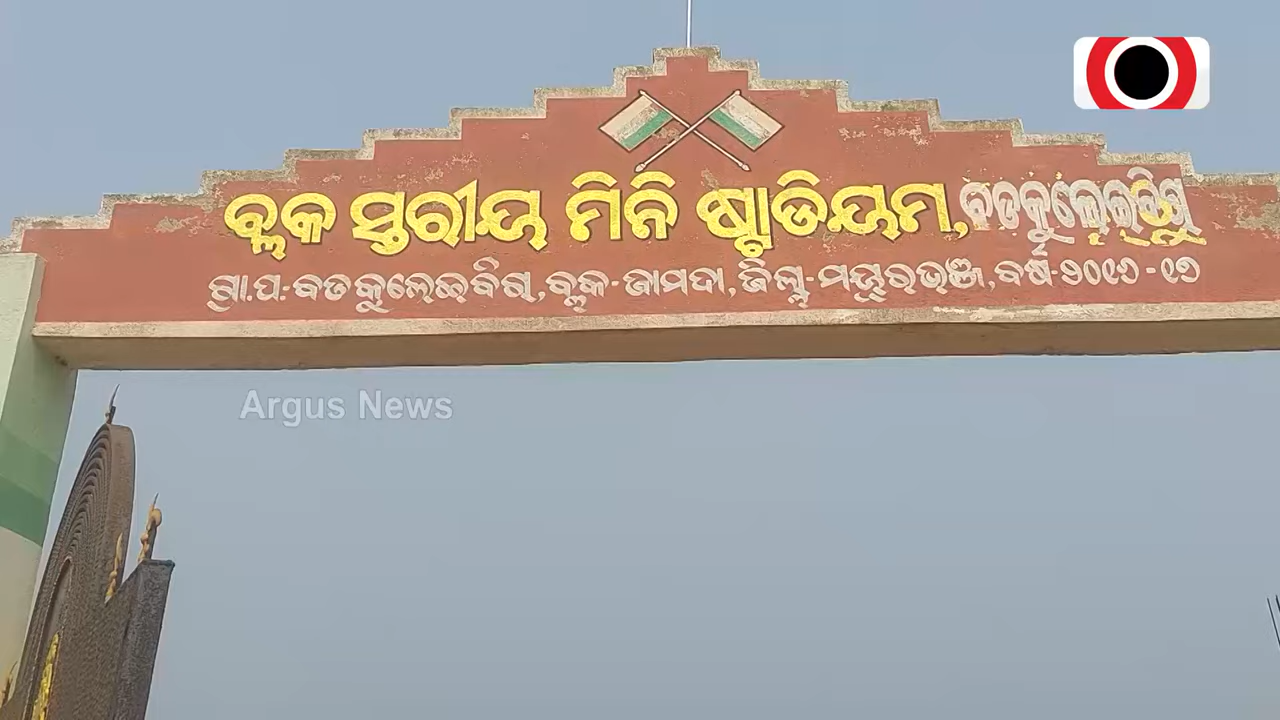 ବ୍ଲକ ସ୍ତରୀୟ ମିନି ଷ୍ଟାଡିୟମ, ବଡକୁଲେଇବିଗ୍ଧା
ଗ୍ରା.ପ.-ବଡକୁଲେଇବିଗ୍ଧା, ବ୍ଲକ-ଜାମଦା, ଜିଲ୍ଲା-ମୟୂରଭଞ୍ଜ, ବର୍ଷ-୨୦୧୬-୧୭
Argus News